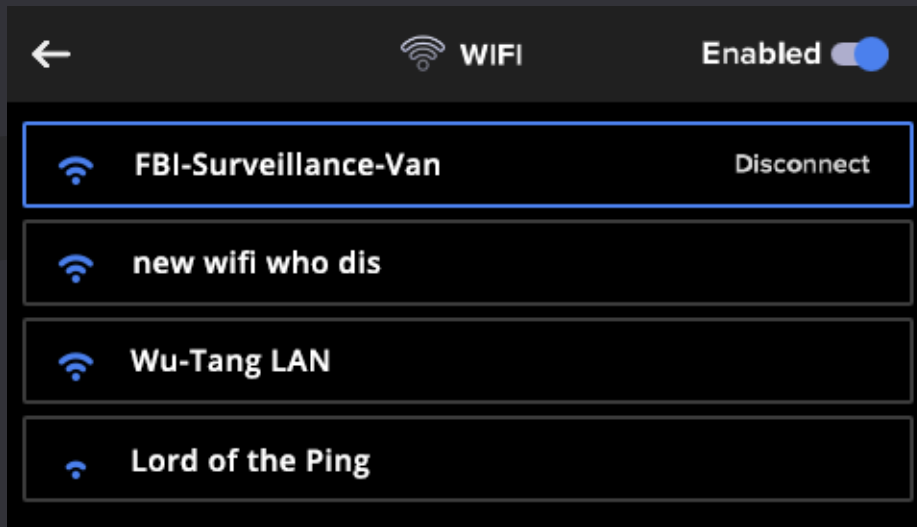 WIFI Enabled
FBI-Surveillance-Van Disconnect
new wifi who dis
Wu-Tang LAN
Lord of the Ping